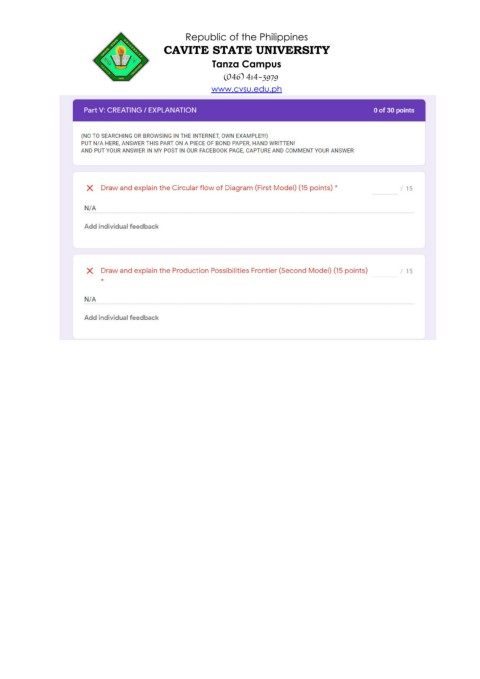 Republic of the Philippines
CAVITE STATE UNIVERSITY
Tanza Campus
(046) 414-3979
www.cvsu.edu.ph
Part V: CREATING / EXPLANATION
0 of 30 points
(NO TO SEARCHING OR BROWSING IN THE INTERNET, OWN EXAMPLE!!!)
PUT N/A HERE, ANSWER THIS PART ON A PIECE OF BOND PAPER, HAND WRITTEN!
AND PUT YOUR ANSWER IN MY POST IN OUR FACEBOOK PAGE, CAPTURE AND COMMENT YOUR ANSWER
Draw and explain the Circular flow of Diagram (First Model) (15 points) *
/ 15
N/A
Add individual feedback
Draw and explain the Production Possibilities Frontier (Second Model) (15 points)
*
/ 15
N/A
Add individual feedback